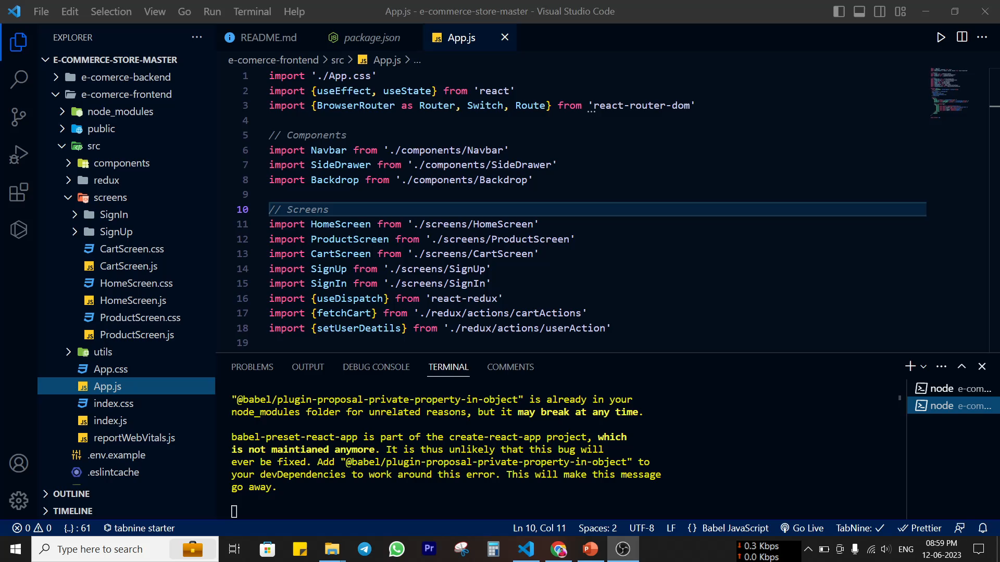 File Edit Selection View Go Run Terminal Help
App.js - e-commerce-store-master - Visual Studio Code
EXPLORER
E-COMMERCE-STORE-MASTER
e-comerce-backend
e-comerce-frontend
node_modules
public
src
components
redux
screens
SignIn
SignUp
CartScreen.css
CartScreen.js
HomeScreen.css
HomeScreen.js
ProductScreen.css
ProductScreen.js
utils
App.css
App.js
index.css
index.js
reportWebVitals.js
.env.example
.eslintcache
OUTLINE
TIMELINE
README.md package.json App.js
e-comerce-frontend > src > App.js > ...
1 import './App.css'
2 import {useEffect, useState} from 'react'
3 import {BrowserRouter as Router, Switch, Route} from 'react-router-dom'
4
5 // Components
6 import Navbar from './components/Navbar'
7 import SideDrawer from './components/SideDrawer'
8 import Backdrop from './components/Backdrop'
9
10 // Screens
11 import HomeScreen from './screens/HomeScreen'
12 import ProductScreen from './screens/ProductScreen'
13 import CartScreen from './screens/CartScreen'
14 import SignUp from './screens/SignUp'
15 import SignIn from './screens/SignIn'
16 import {useDispatch} from 'react-redux'
17 import {fetchCart} from './redux/actions/cartActions'
18 import {setUserDeatils} from './redux/actions/userAction'
19
PROBLEMS OUTPUT DEBUG CONSOLE TERMINAL COMMENTS
"@babel/plugin-proposal-private-property-in-object" is already in your
node_modules folder for unrelated reasons, but it may break at any time.
babel-preset-react-app is part of the create-react-app project, which
is not maintianed anymore. It is thus unlikely that this bug will
ever be fixed. Add "@babel/plugin-proposal-private-property-in-object" to
your devDependencies to work around this error. This will make this message
go away.
node e-com...
node e-com...
0 0 {..} : 61 tabnine starter
Ln 10, Col 11 Spaces: 2 UTF-8 LF {} Babel JavaScript Go Live TabNine: Prettier
Type here to search
Pr
0.3 Kbps
0.0 Kbps
ENG
08:59 PM
12-06-2023